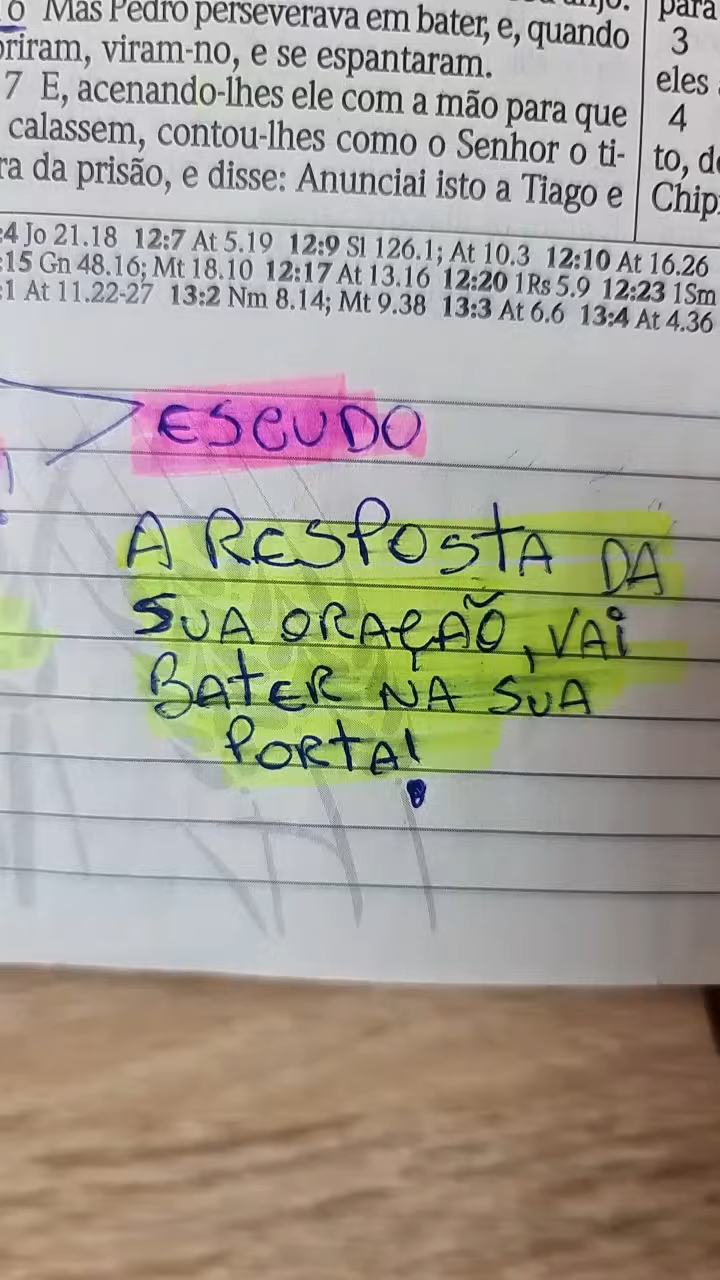 6 Mas Pedro perseverava em bater, e, quando
riram, viram-no, e se espantaram.
7 E, acenando-lhes ele com a mão para que
calassem, contou-lhes como o Senhor o ti-
ra da prisão, e disse: Anunciai isto a Tiago e
para
3
eles
4
to, de
Chip
:4 Jo 21.18 12:7 At 5.19 12:9 Sl 126.1; At 10.3 12:10 At 16.26
:15 Gn 48.16; Mt 18.10 12:17 At 13.16 12:20 1Rs 5.9 12:23 1Sm
:1 At 11.22-27 13:2 Nm 8.14; Mt 9.38 13:3 At 6.6 13:4 At 4.36
ESCUDO
A RESPOSTA DA
SUA ORAÇÃO, VAI
BATER NA SUA
PORTA!